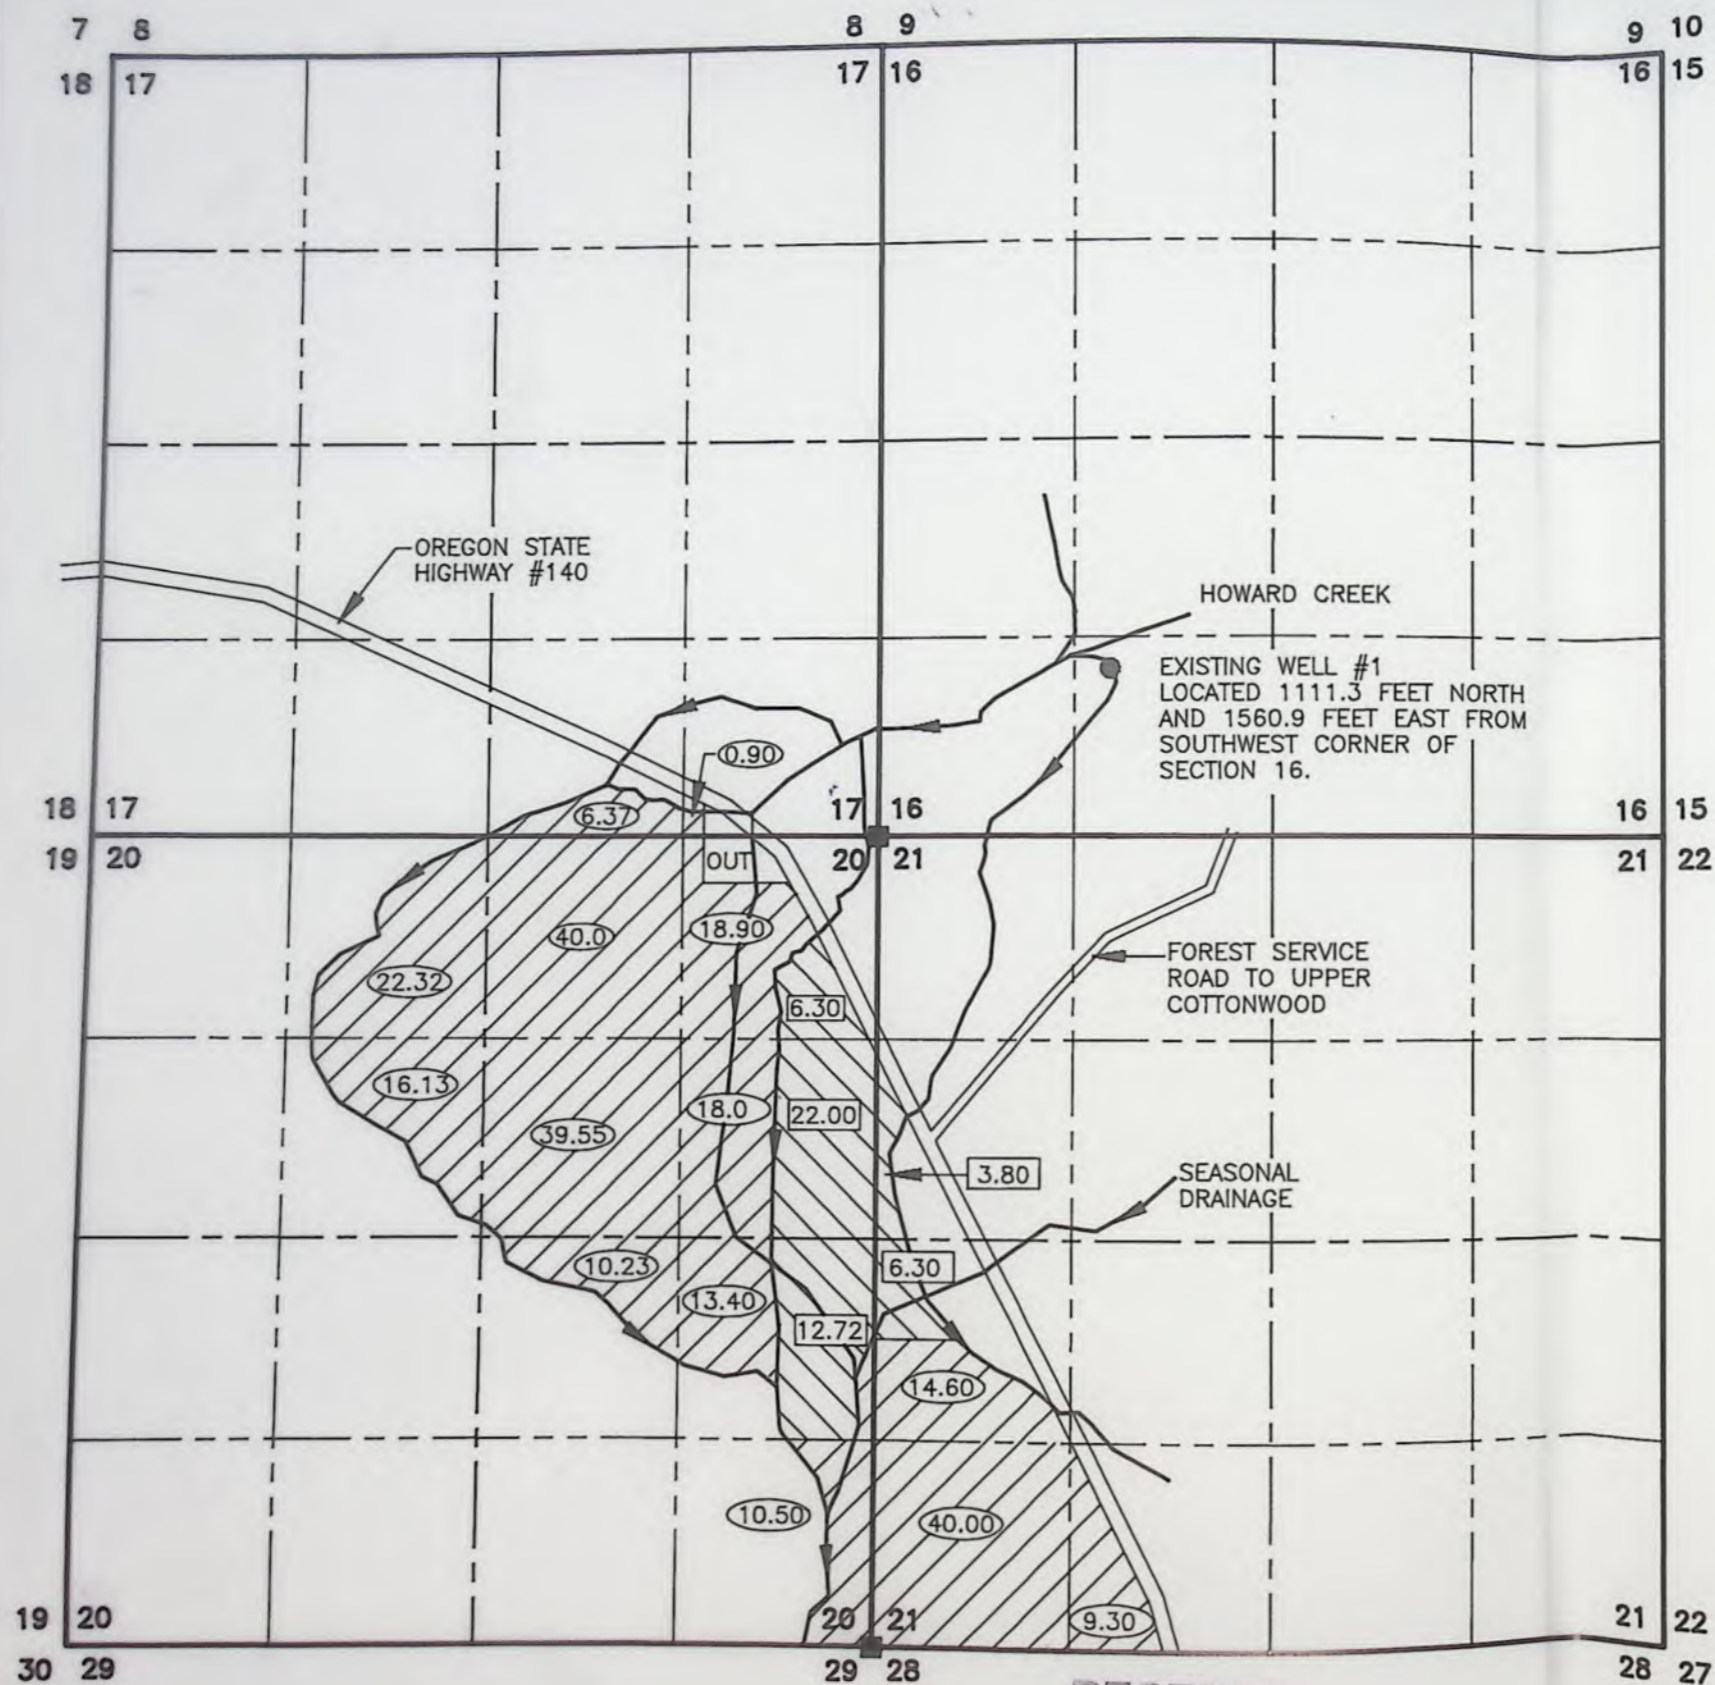 7 8 8 9 9 10
18 17 17 16 16 15
OREGON STATE
HIGHWAY #140
HOWARD CREEK
EXISTING WELL #1
LOCATED 1111.3 FEET NORTH
AND 1560.9 FEET EAST FROM
SOUTHWEST CORNER OF
SECTION 16.
0.90
18 17 17 16 16 15
6.37
19 20 OUT 20 21 21 22
18.90
40.0
FOREST SERVICE
ROAD TO UPPER
COTTONWOOD
22.32
6.30
16.13
18.0
22.00
39.55
3.80
SEASONAL
DRAINAGE
10.23
6.30
13.40
12.72
14.60
10.50
40.00
19 20 20 21 9.30 21 22
30 29 29 28 28 27